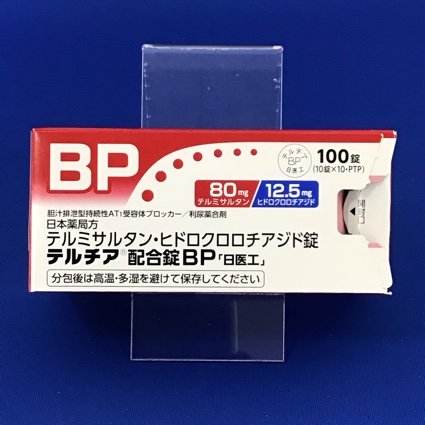 BP
テルチア
BP
日医工
100錠
(10錠×10・PTP)
80mg
テルミサルタン
12.5mg
ヒドロクロロチアジド
胆汁排泄型持続性AT1受容体ブロッカー/利尿薬合剤
日本薬局方
テルミサルタン・ヒドロクロロチアジド錠
テルチア®配合錠BP「日医工」
分包後は高温・多湿を避けて保存してください